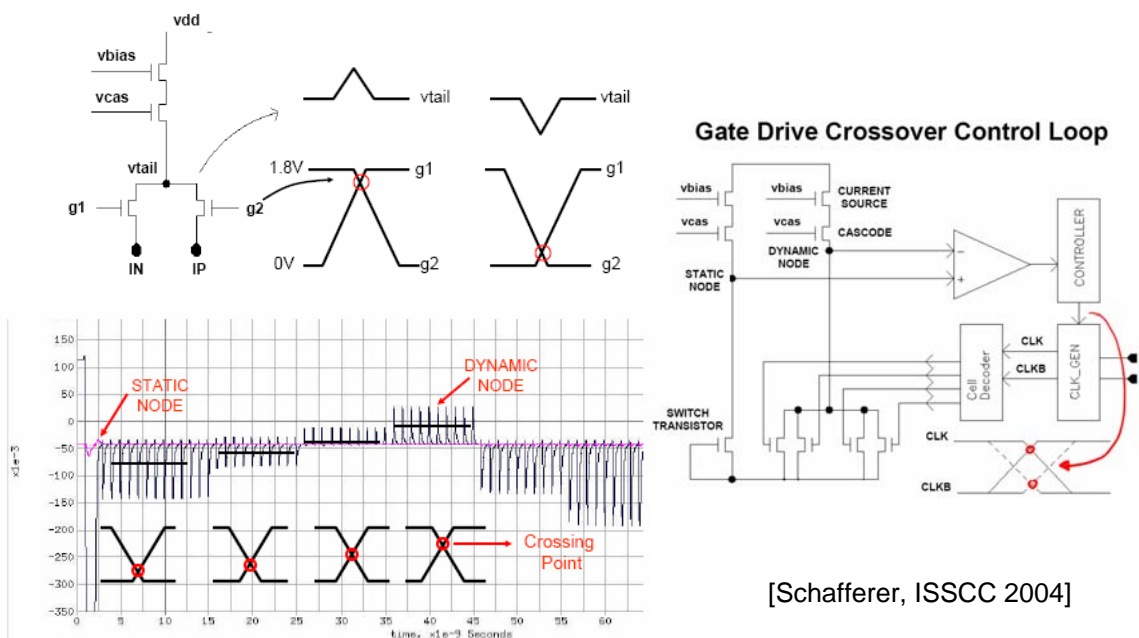 vdd
vbias
vcas
vtail
g1
g2
IN
IP
vtail
vtail
1.8V
g1
0V
g2
g1
g2
Gate Drive Crossover Control Loop
vbias
vbias
CURRENT
SOURCE
vcas
vcas
CASCODE
DYNAMIC
NODE
STATIC
NODE
−
+
CONTROLLER
CLK
CLKB
Cell
Decoder
CLK_GEN
SWITCH
TRANSISTOR
CLK
CLKB
150
100
50
0
-50
-100
-150
-200
-250
-300
-350
x1e-3
STATIC
NODE
DYNAMIC
NODE
Crossing
Point
0
5
10
15
20
25
30
35
40
45
50
55
60
time, x1e-9 Seconds
[Schafferer, ISSCC 2004]